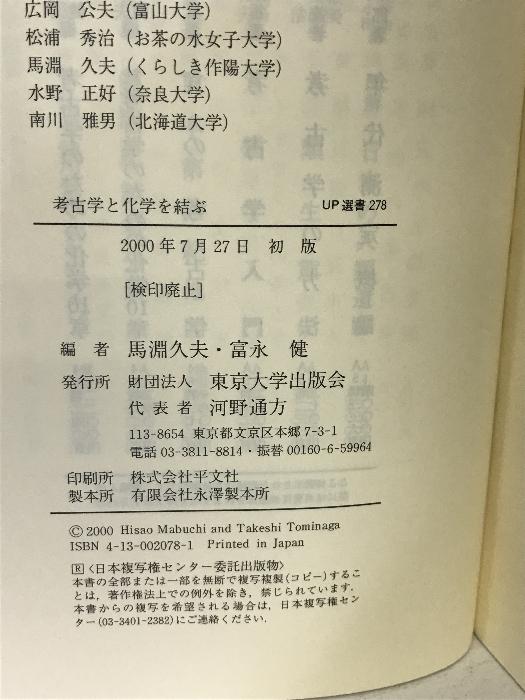 広岡 公夫(富山大学)
松浦 秀治(お茶の水女子大学)
馬淵 久夫(くらしき作陽大学)
水野 正好(奈良大学)
南川 雅男(北海道大学)
考古学と化学を結ぶ UP選書 278
2000年7月27日 初 版
[検印廃止]
編 者 馬淵久夫・富永 健
発行所 財団法人 東京大学出版会
代表者 河野通方
113-8654 東京都文京区本郷7-3-1
電話 03-3811-8814・振替 00160-6-59964
印刷所 株式会社平文社
製本所 有限会社永澤製本所
© 2000 Hisao Mabuchi and Takeshi Tominaga
ISBN 4-13-002078-1 Printed in Japan
R〈日本複写権センター委託出版物〉
本書の全部または一部を無断で複写複製(コピー)するこ
とは,著作権法上での例外を除き,禁じられています.
本書からの複写を希望される場合は,日本複写権セン
ター(03-3401-2382)にご連絡ください.